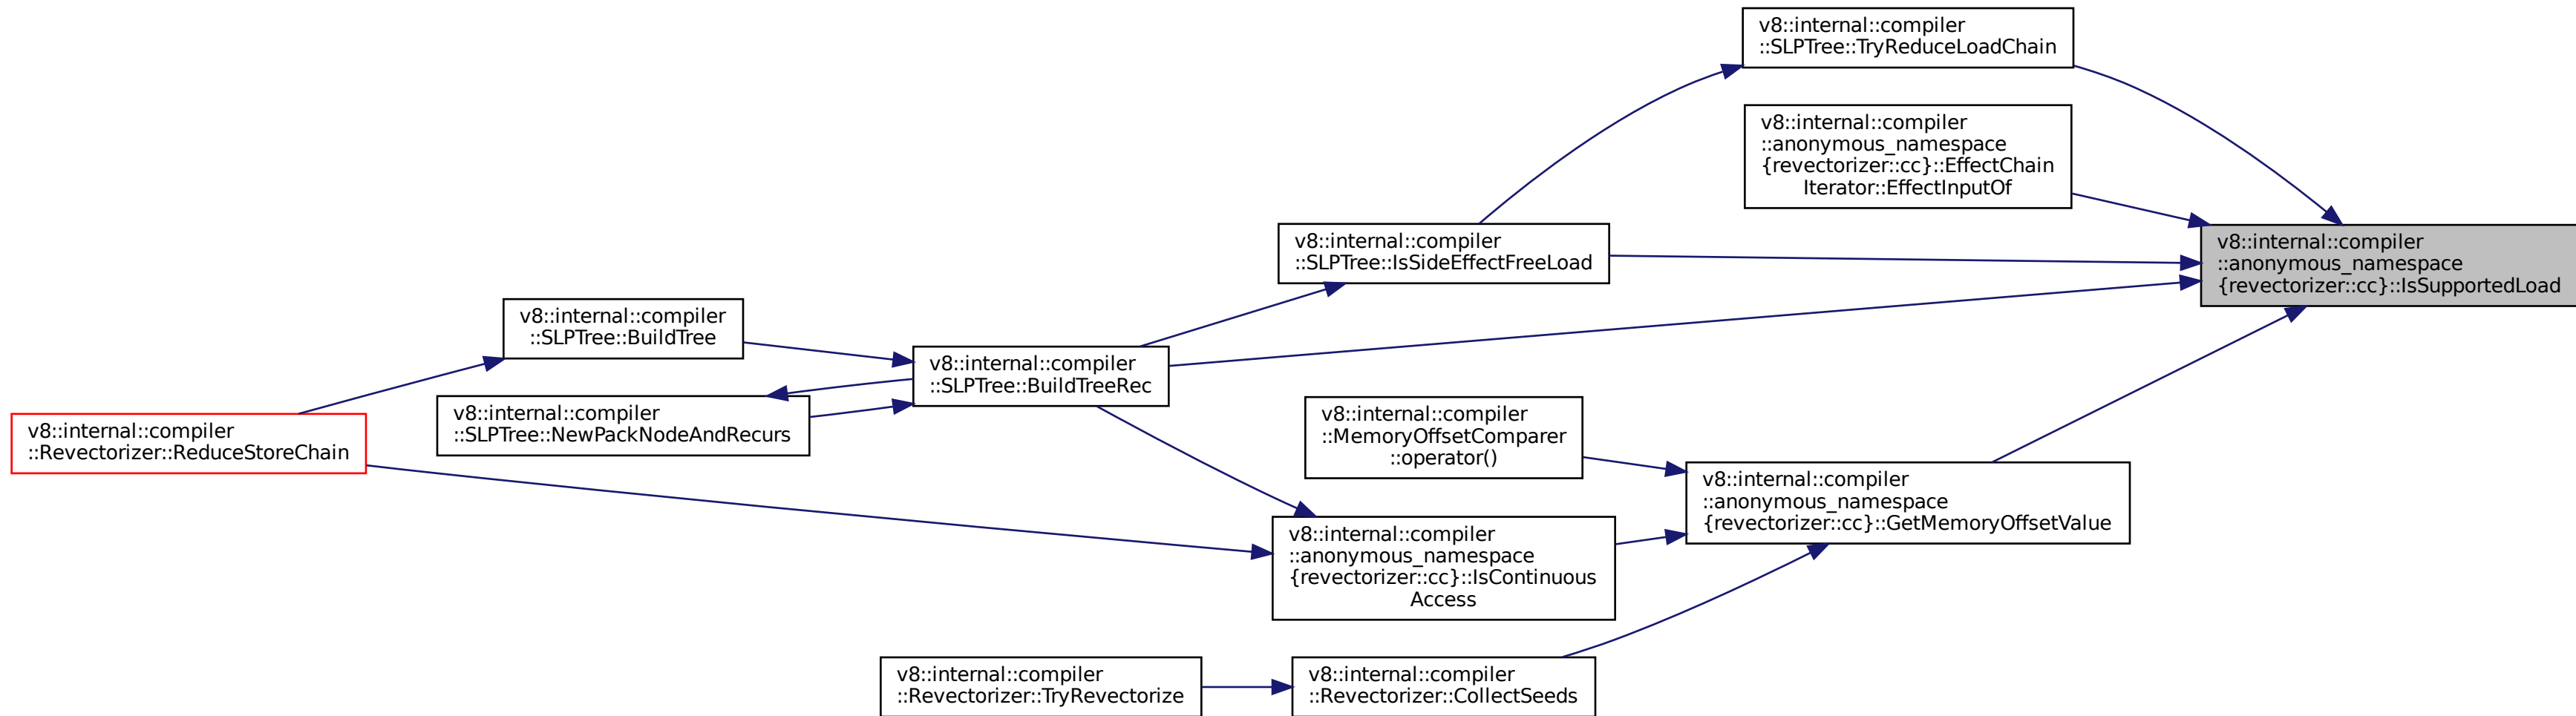 v8::internal::compiler
::SLPTree::TryReduceLoadChain
v8::internal::compiler
::anonymous_namespace
{revectorizer::cc}::EffectChain
Iterator::EffectInputOf
v8::internal::compiler
::SLPTree::IsSideEffectFreeLoad
v8::internal::compiler
::anonymous_namespace
{revectorizer::cc}::IsSupportedLoad
v8::internal::compiler
::SLPTree::BuildTree
v8::internal::compiler
::SLPTree::BuildTreeRec
v8::internal::compiler
::SLPTree::NewPackNodeAndRecurs
v8::internal::compiler
::Revectorizer::ReduceStoreChain
v8::internal::compiler
::MemoryOffsetComparer
::operator()
v8::internal::compiler
::anonymous_namespace
{revectorizer::cc}::GetMemoryOffsetValue
v8::internal::compiler
::anonymous_namespace
{revectorizer::cc}::IsContinuous
Access
v8::internal::compiler
::Revectorizer::TryRevectorize
v8::internal::compiler
::Revectorizer::CollectSeeds